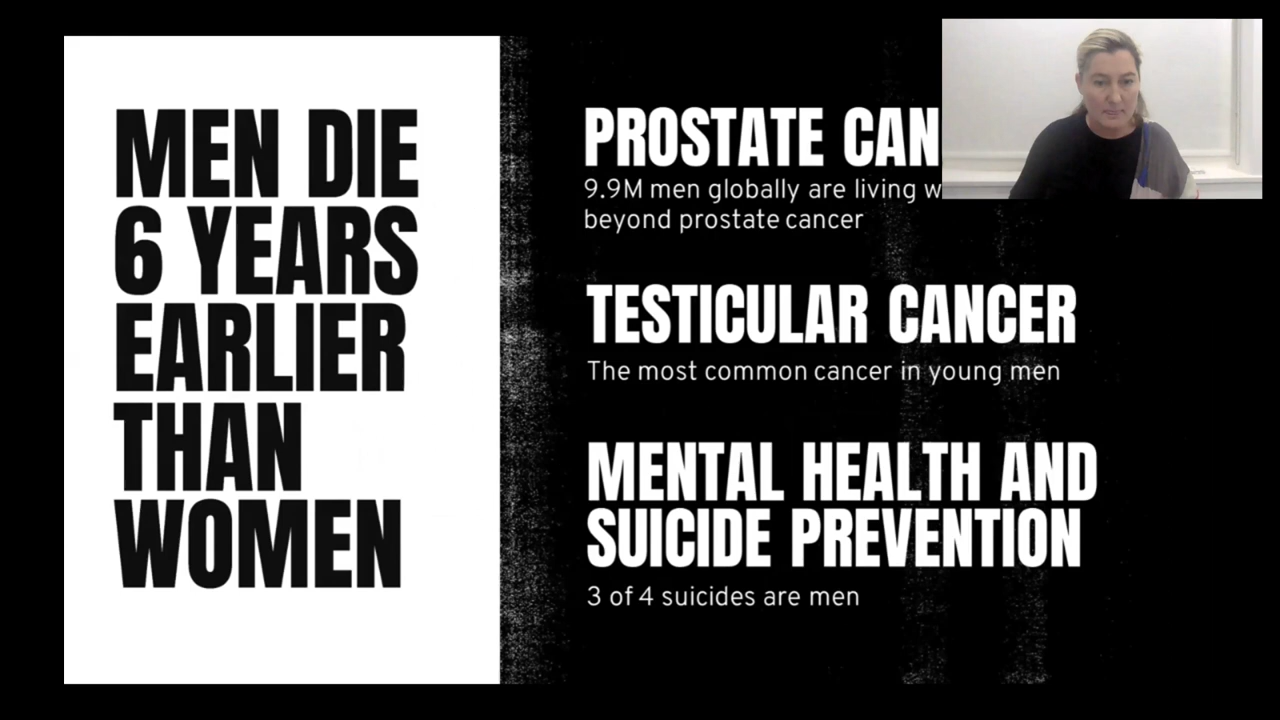 MEN DIE
6 YEARS
EARLIER
THAN
WOMEN
PROSTATE CAN
9.9M men globally are living w
beyond prostate cancer
TESTICULAR CANCER
The most common cancer in young men
MENTAL HEALTH AND
SUICIDE PREVENTION
3 of 4 suicides are men